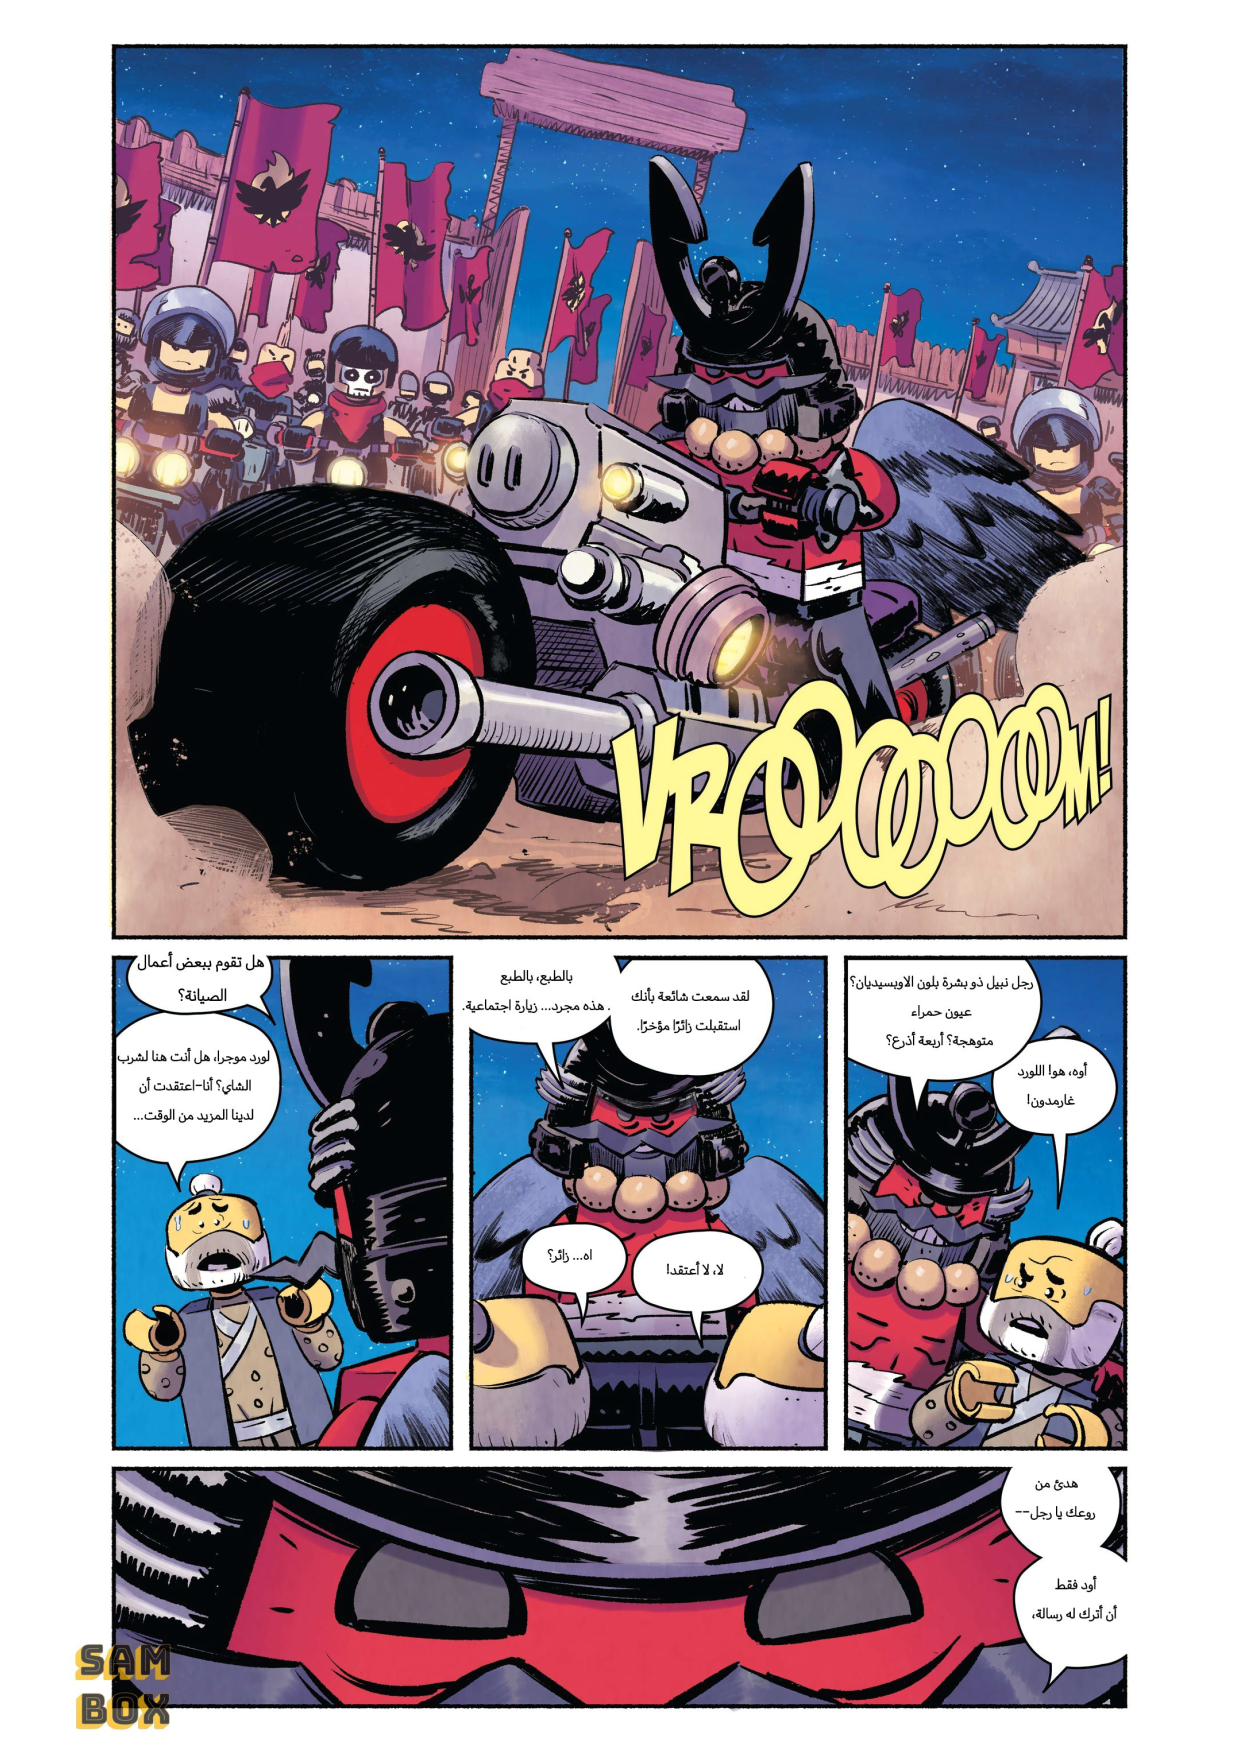 VROOOOOOM!
هل تقوم ببعض أعمال
الصيانة؟
لورد موجرا، هل أنت هنا لشرب
الشاي؟ أنا-اعتقدت أن
لدينا المزيد من الوقت...
بالطبع، بالطبع
. هذه مجرد... زيارة اجتماعية.
لقد سمعت شائعة بأنك
استقبلت زائرًا مؤخرًا.
اه... زائر؟
لا، لا أعتقد!
رجل نبيل ذو بشرة بلون الاوبسيديان؟
عيون حمراء
متوهجة؟ أربعة أذرع؟
أوه، هو! اللورد
غارمدون!
هدئ من
روعك يا رجل--
أود فقط
أن أترك له رسالة،
SAM
BOX